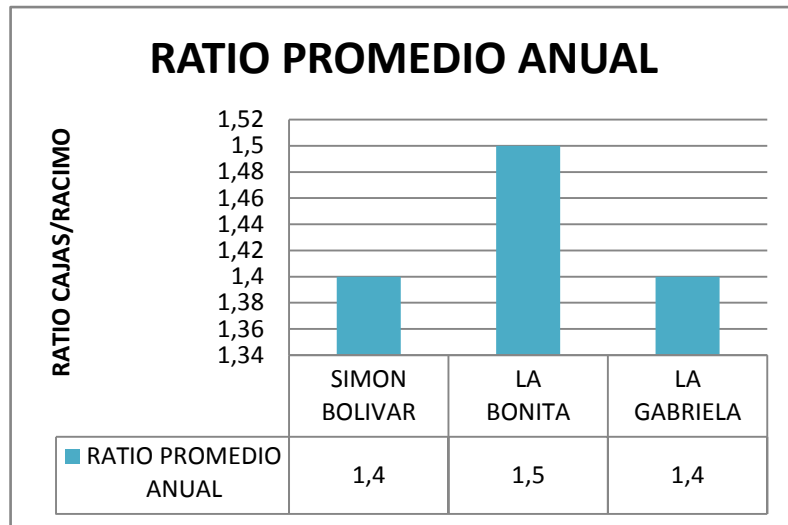 RATIO PROMEDIO ANUAL
RATIO CAJAS/RACIMO
1,52
1,5
1,48
1,46
1,44
1,42
1,4
1,38
1,36
1,34
SIMON BOLIVAR
LA BONITA
LA GABRIELA
RATIO PROMEDIO ANUAL
1,4
1,5
1,4